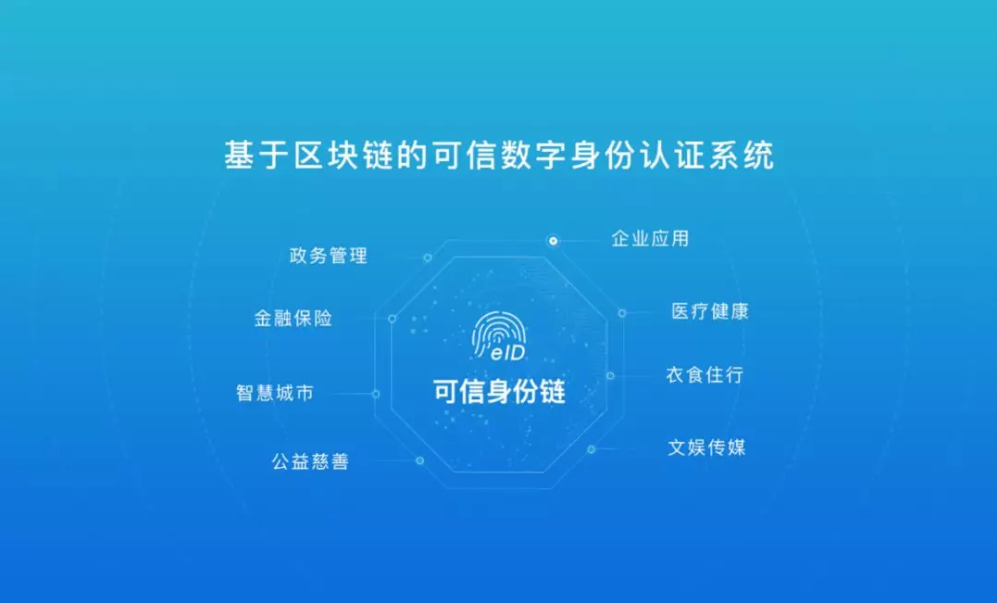 基于区块链的可信数字身份认证系统
企业应用
政务管理
医疗健康
金融保险
eID
衣食住行
可信身份链
智慧城市
文娱传媒
公益慈善